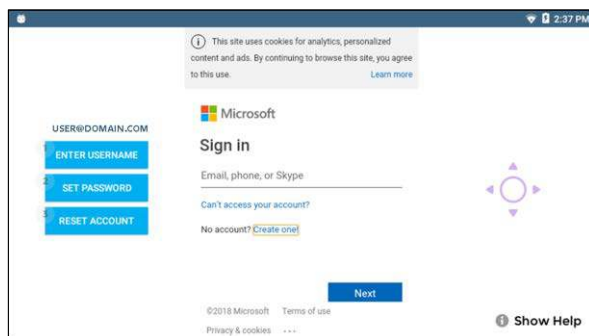 2:37 PM
This site uses cookies for analytics, personalized
content and ads. By continuing to browse this site, you agree
to this use.
Learn more
Microsoft
USER@DOMAIN.COM
1
ENTER USERNAME
2
SET PASSWORD
3
RESET ACCOUNT
Sign in
Email, phone, or Skype
Can't access your account?
No account? Create one!
Next
©2018 Microsoft Terms of use
Privacy & cookies ...
Show Help